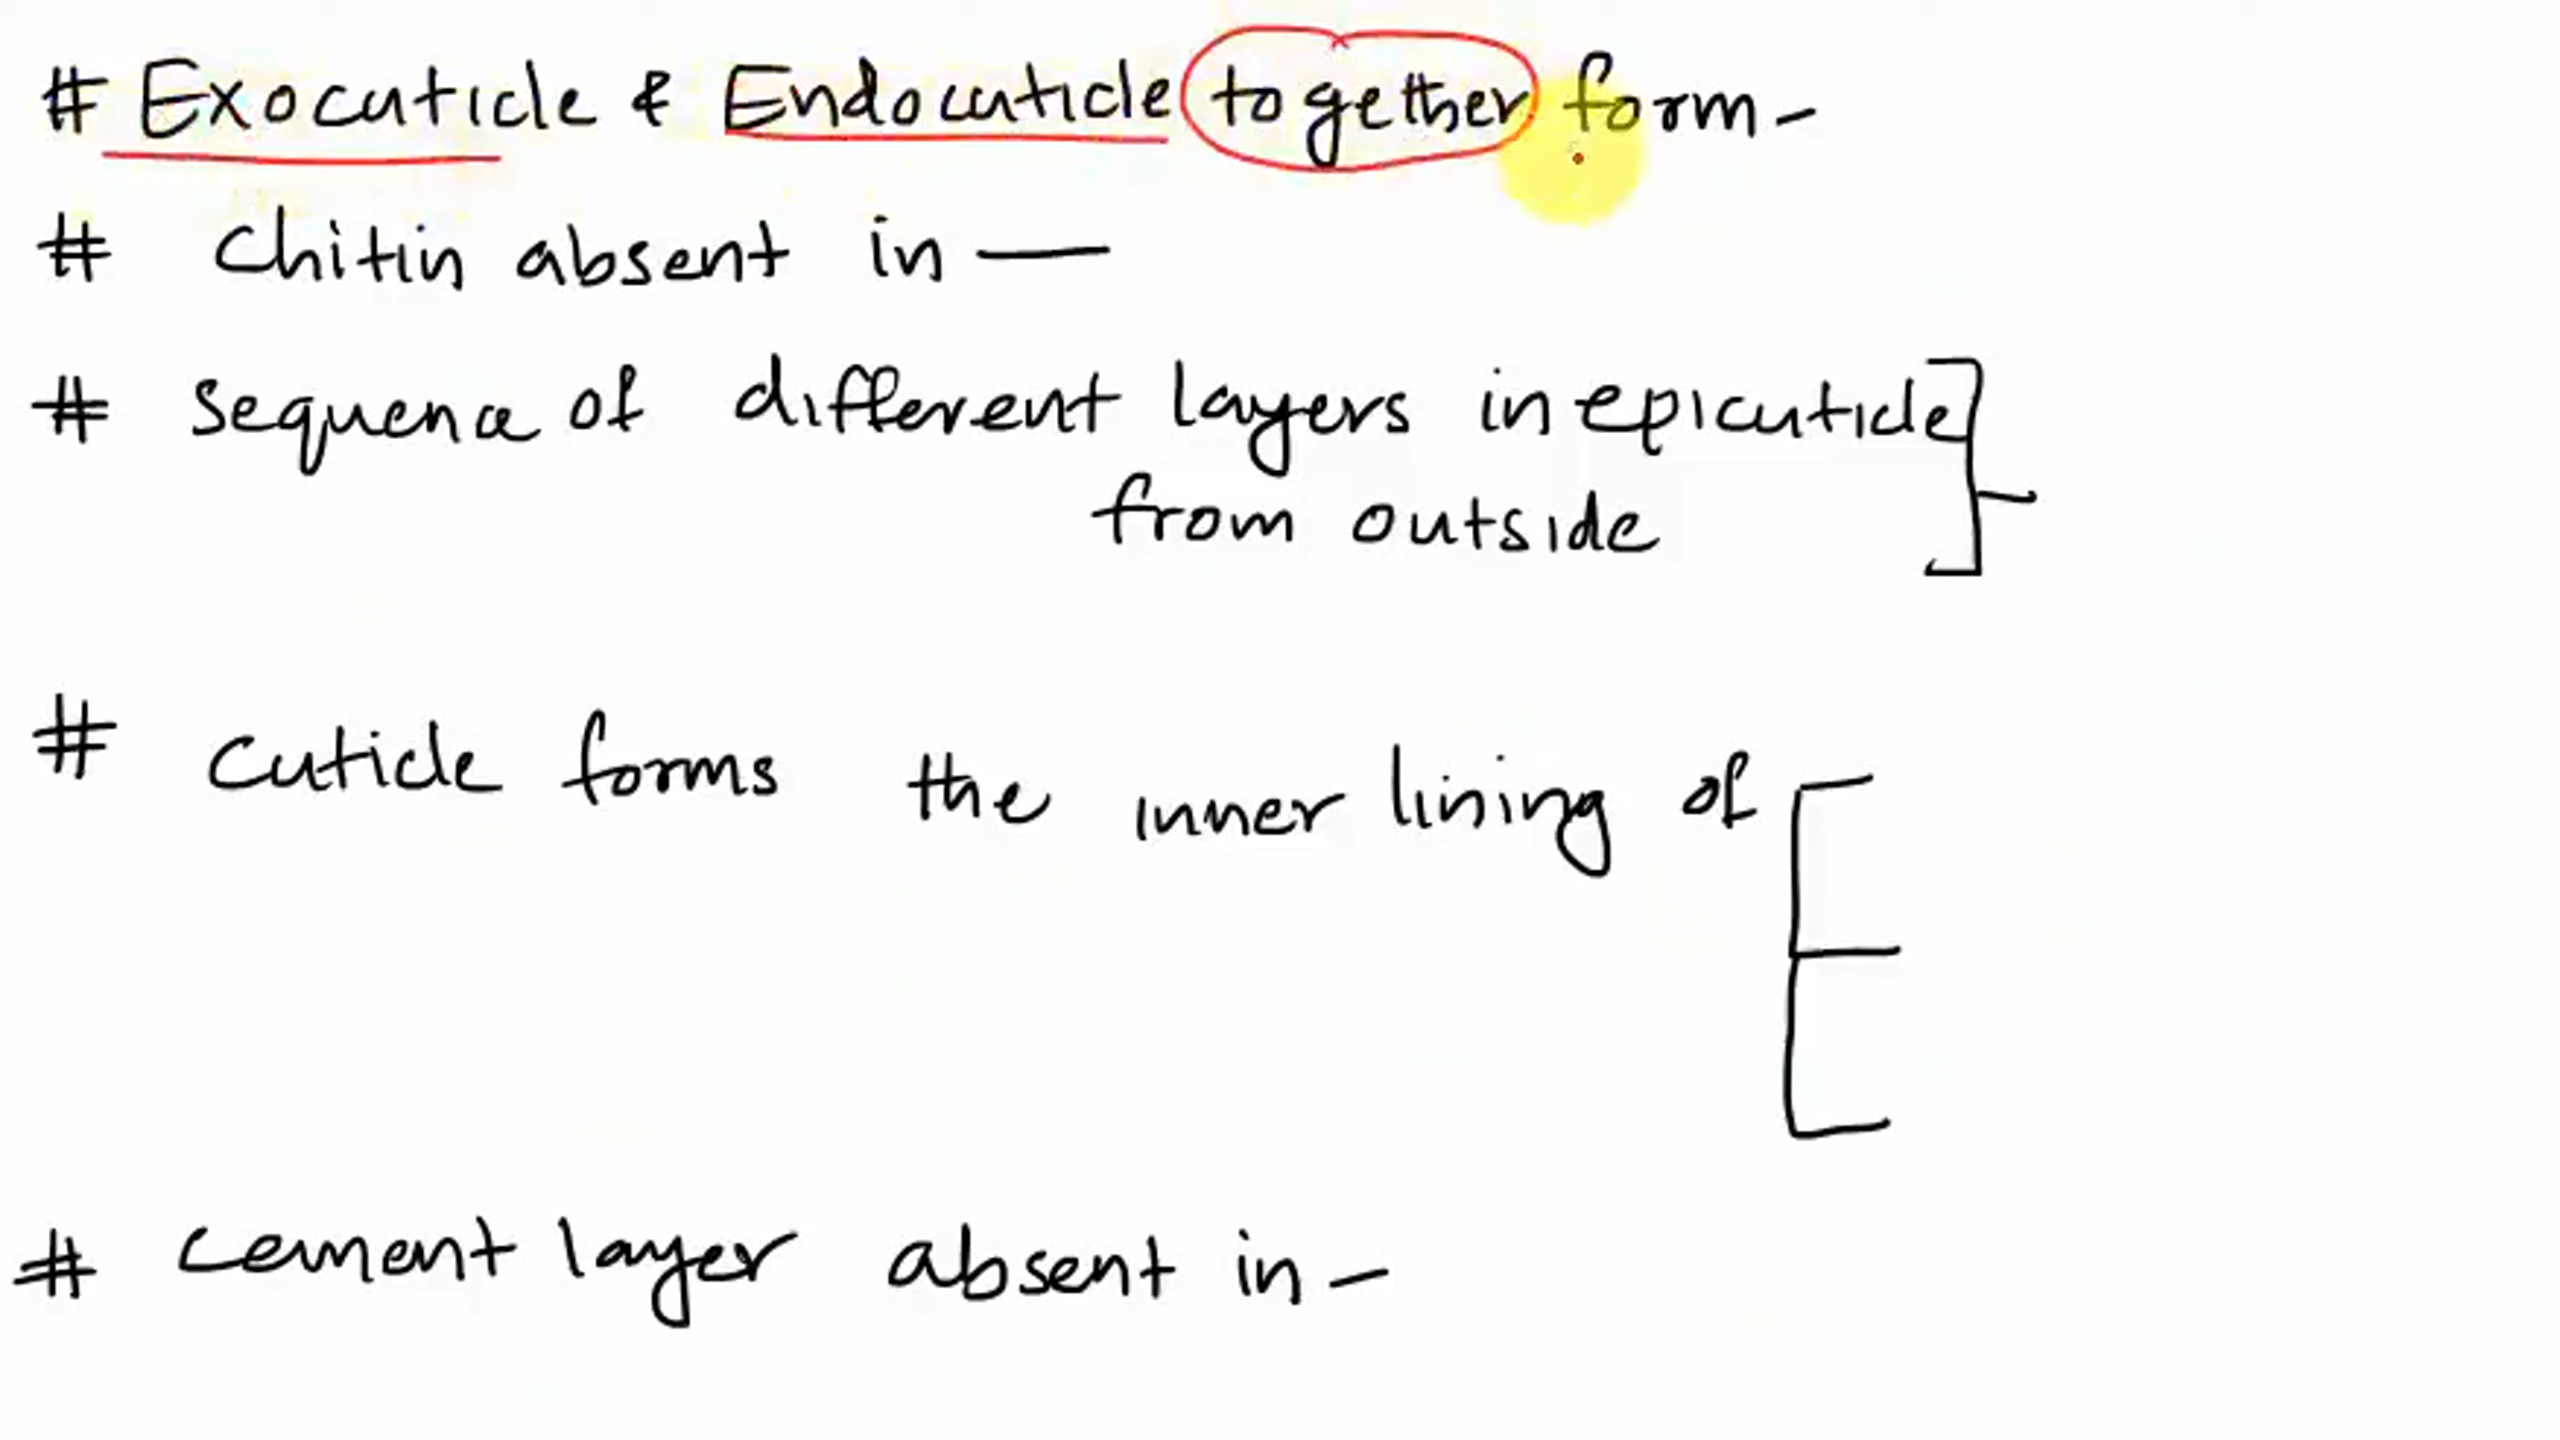 # Exocuticle & Endocuticle together form -
# Chitin absent in —
# Sequence of different layers in epicuticle
from outside
# Cuticle forms the inner lining of
# Cement layer absent in -